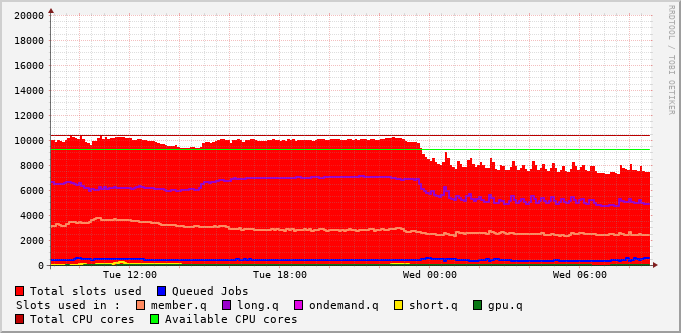 RRDTOOL / TOBI OETIKER
20000
18000
16000
14000
12000
10000
8000
6000
4000
2000
0
Tue 12:00 Tue 18:00 Wed 00:00 Wed 06:00
Total slots used Queued Jobs
Slots used in : member.q long.q ondemand.q short.q gpu.q
Total CPU cores Available CPU cores